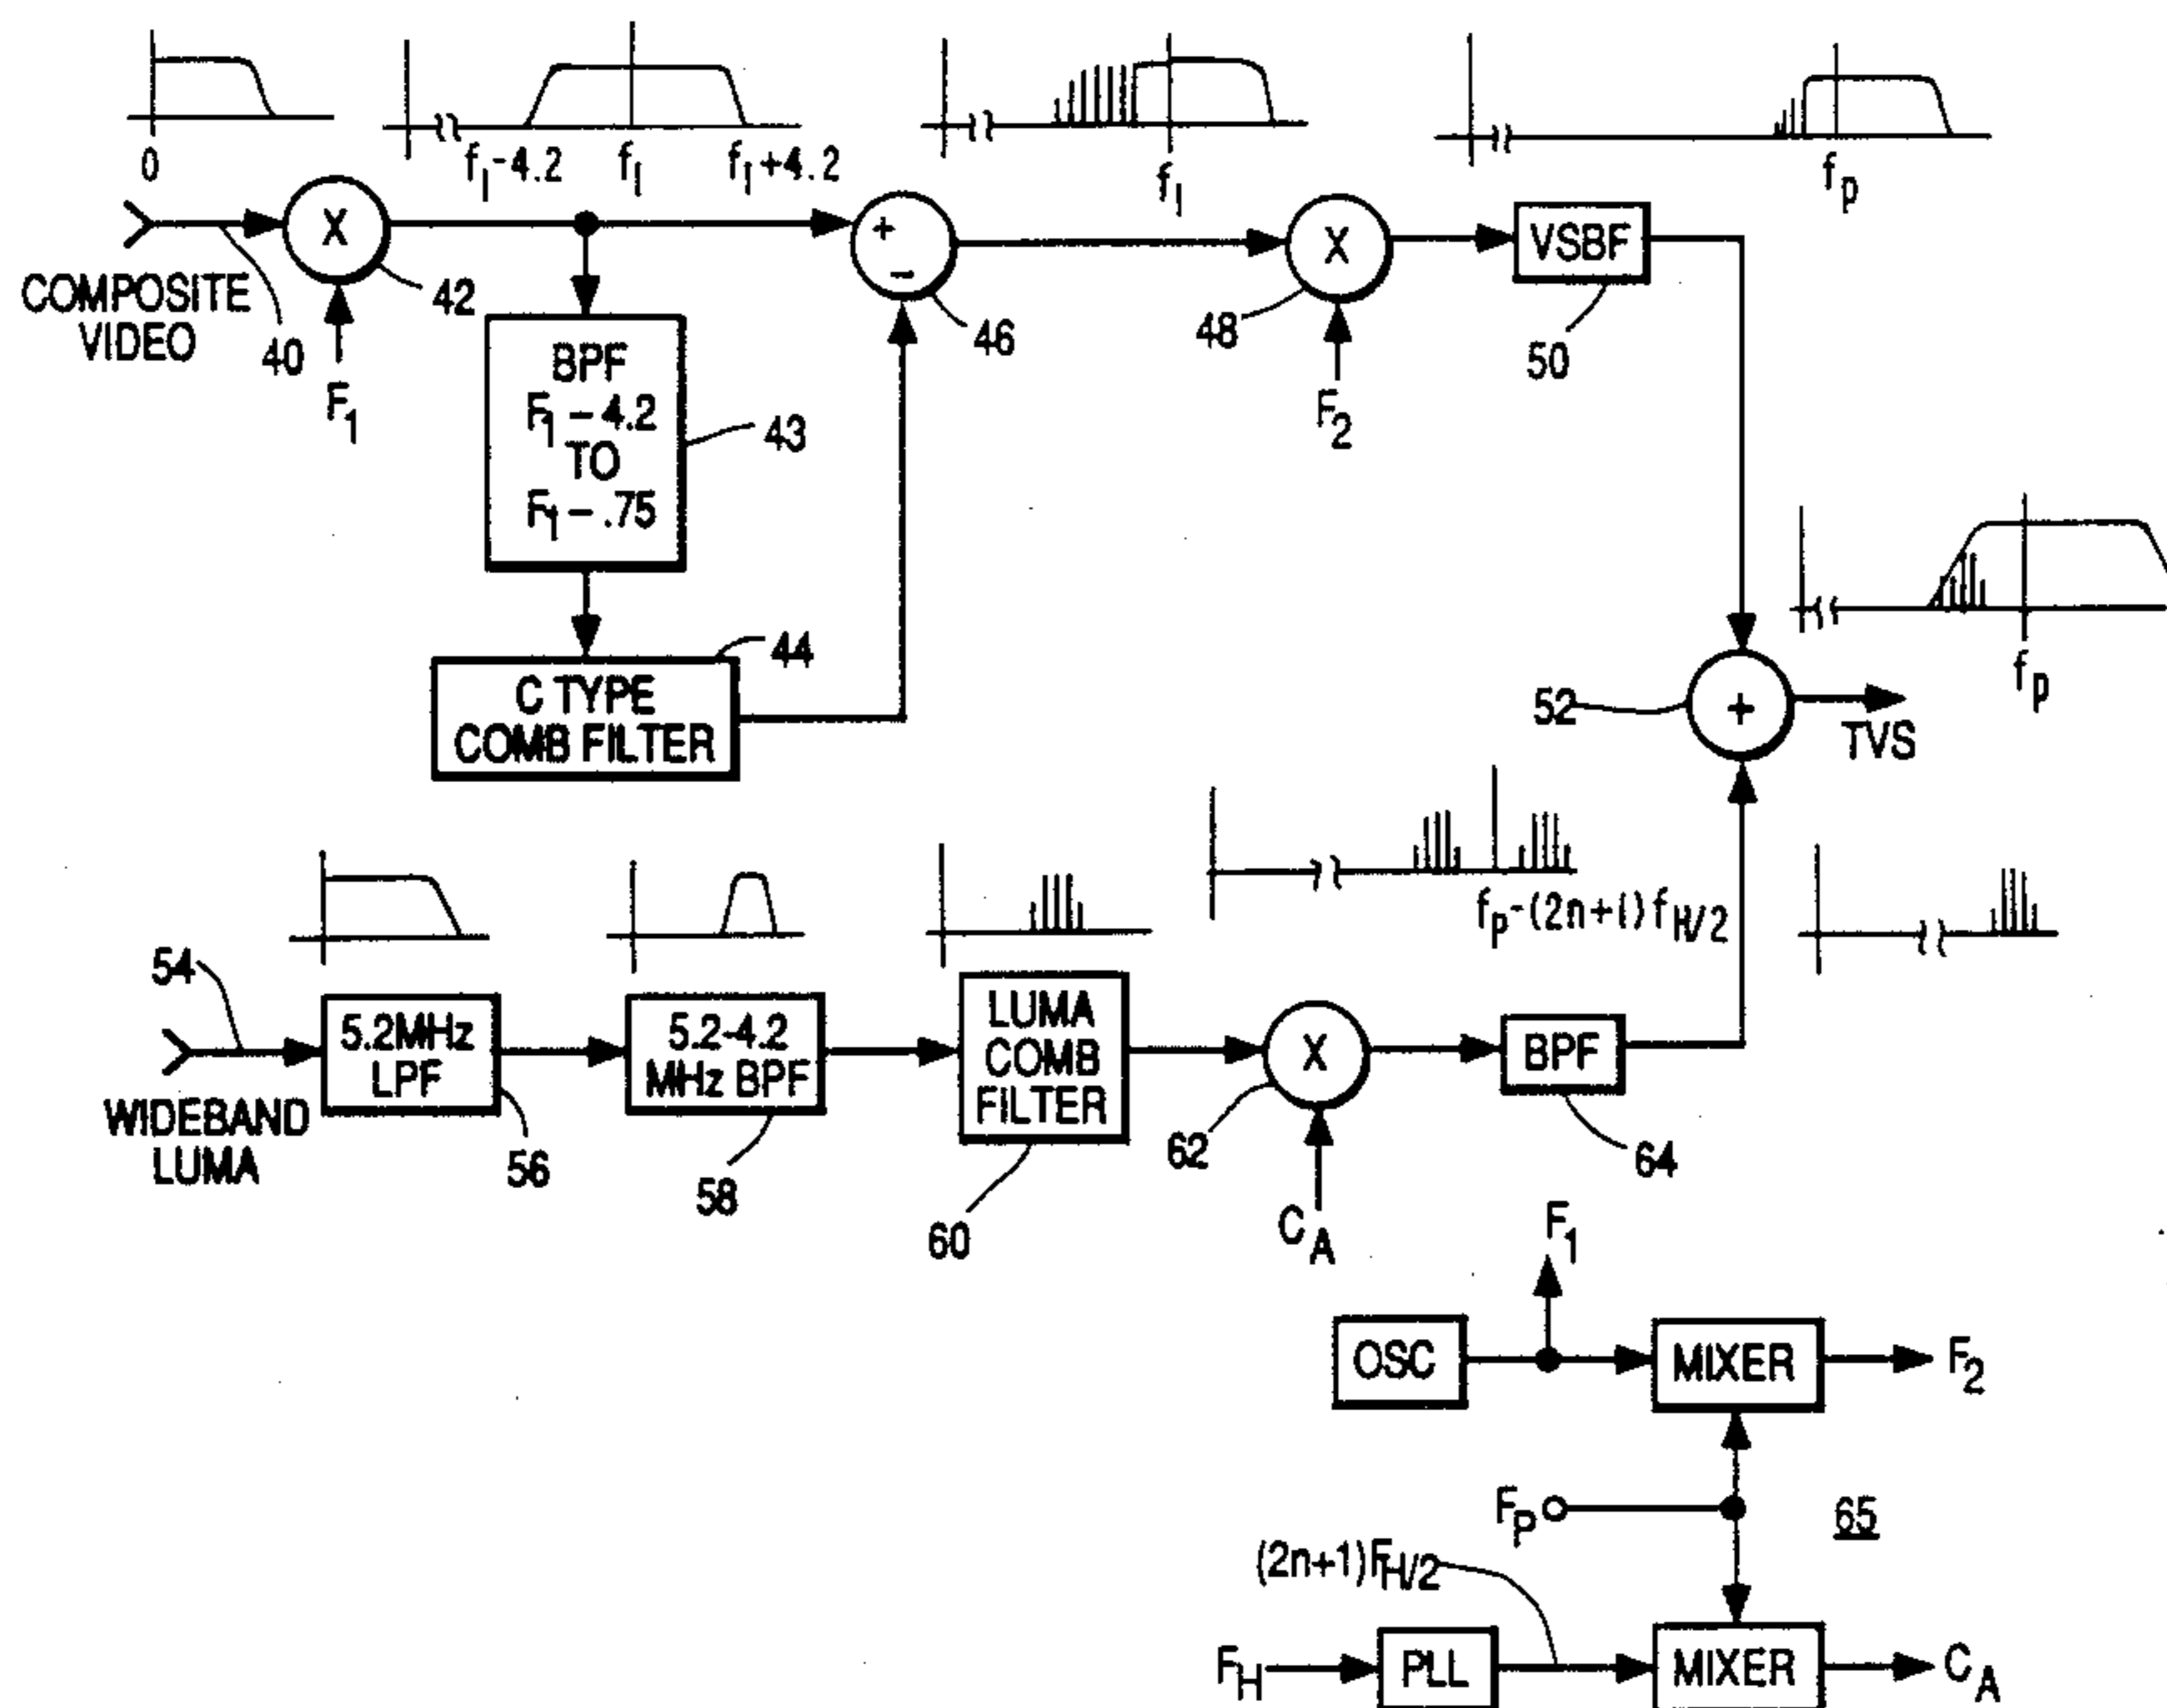 0
f1-4.2
f1
f1+4.2
f1
fp
COMPOSITE
VIDEO
40
X
42
F1
BPF
F1-4.2
TO
F1-.75
43
+
-
46
X
48
F2
VSBF
50
C TYPE
COMB FILTER
44
fp
52
+
TVS
fp-(2n+1)fH/2
54
WIDEBAND
LUMA
5.2MHz
LPF
56
5.2-4.2
MHz BPF
58
LUMA
COMB
FILTER
60
X
62
CA
BPF
64
F1
OSC
MIXER
F2
FP
65
(2n+1)FH/2
FH
PLL
MIXER
CA